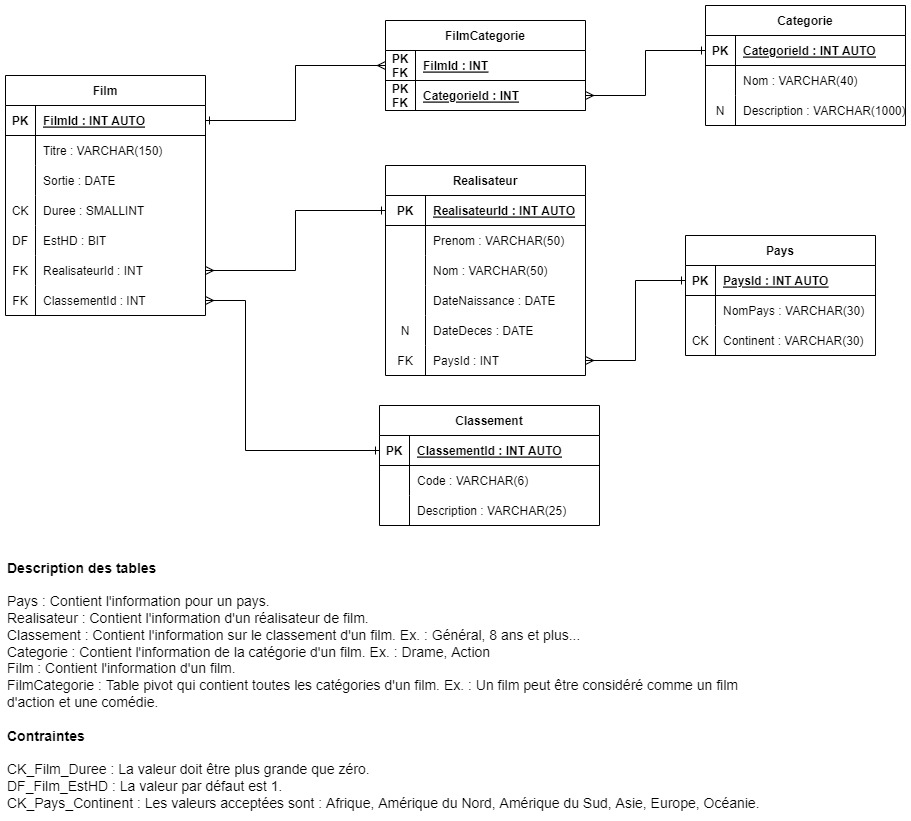 Film
PK FilmId : INT AUTO
Titre : VARCHAR(150)
Sortie : DATE
CK Duree : SMALLINT
DF EstHD : BIT
FK RealisateurId : INT
FK ClassementId : INT
FilmCategorie
PK FK FilmId : INT
PK FK CategorieId : INT
Categorie
PK CategorieId : INT AUTO
Nom : VARCHAR(40)
N Description : VARCHAR(1000)
Realisateur
PK RealisateurId : INT AUTO
Prenom : VARCHAR(50)
Nom : VARCHAR(50)
DateNaissance : DATE
N DateDeces : DATE
FK PaysId : INT
Pays
PK PaysId : INT AUTO
NomPays : VARCHAR(30)
CK Continent : VARCHAR(30)
Classement
PK ClassementId : INT AUTO
Code : VARCHAR(6)
Description : VARCHAR(25)
Description des tables
Pays : Contient l'information pour un pays.
Realisateur : Contient l'information d'un réalisateur de film.
Classement : Contient l'information sur le classement d'un film. Ex. : Général, 8 ans et plus...
Categorie : Contient l'information de la catégorie d'un film. Ex. : Drame, Action
Film : Contient l'information d'un film.
FilmCategorie : Table pivot qui contient toutes les catégories d'un film. Ex. : Un film peut être considéré comme un film
d'action et une comédie.
Contraintes
CK_Film_Duree : La valeur doit être plus grande que zéro.
DF_Film_EstHD : La valeur par défaut est 1.
CK_Pays_Continent : Les valeurs acceptées sont : Afrique, Amérique du Nord, Amérique du Sud, Asie, Europe, Océanie.